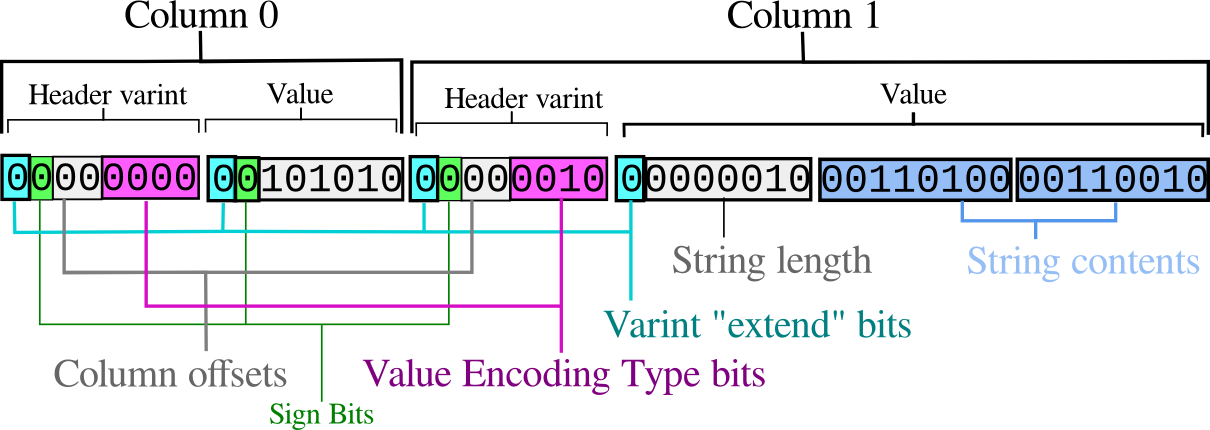 Column 0 Column 1
Header varint Value Header varint Value
00000000 00101010 00000010 00000010 00110100 00110010
String length String contents
Varint "extend" bits
Column offsets Value Encoding Type bits
Sign Bits